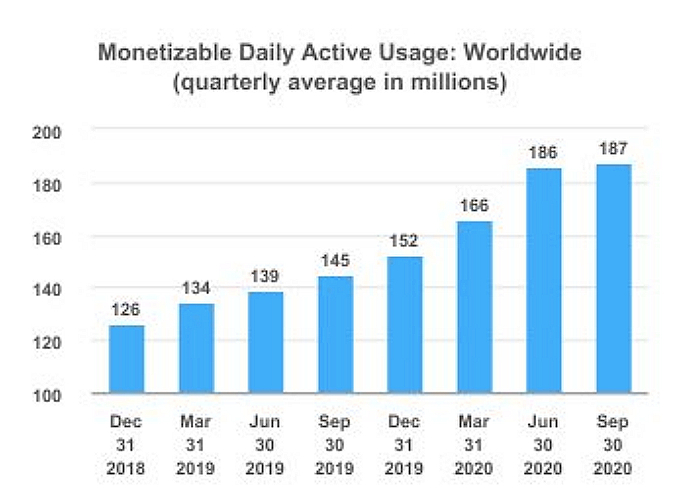 Monetizable Daily Active Usage: Worldwide
(quarterly average in millions)
200
180
160
140
120
100
126
134
139
145
152
166
186
187
Dec 31 2018
Mar 31 2019
Jun 30 2019
Sep 30 2019
Dec 31 2019
Mar 31 2020
Jun 30 2020
Sep 30 2020